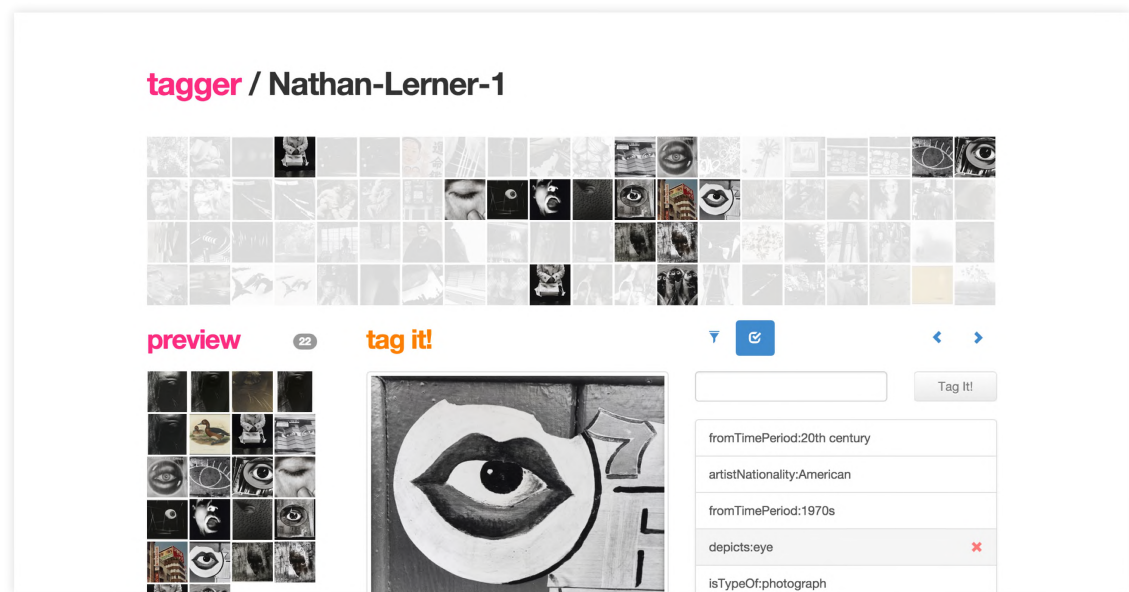 tagger / Nathan-Lerner-1
preview 22
tag it!
Tag It!
fromTimePeriod:20th century
artistNationality:American
fromTimePeriod:1970s
depicts:eye
isTypeOf:photograph
7